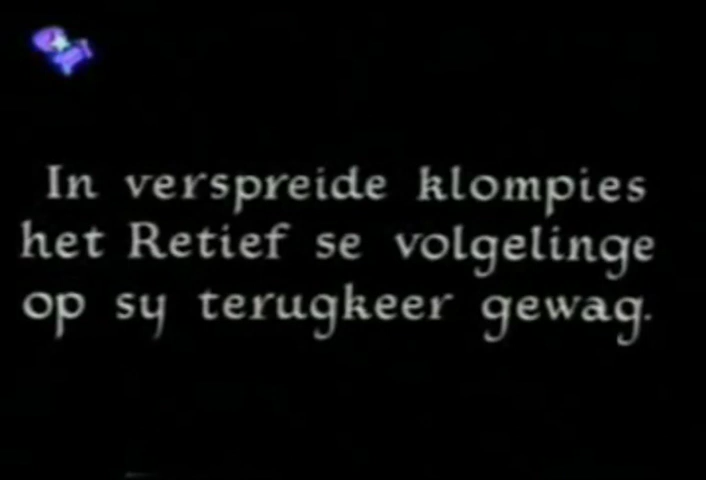 In verspreide klompies
het Retief se volgelinge
op sy terugkeer gewag.